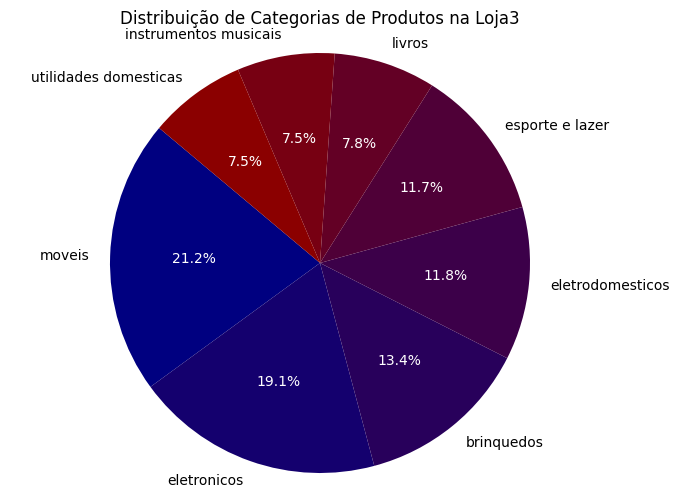 Distribuição de Categorias de Produtos na Loja3
instrumentos musicais
livros
utilidades domesticas
esporte e lazer
7.5%
7.8%
7.5%
11.7%
moveis
21.2%
11.8%
eletrodomesticos
19.1%
13.4%
brinquedos
eletronicos